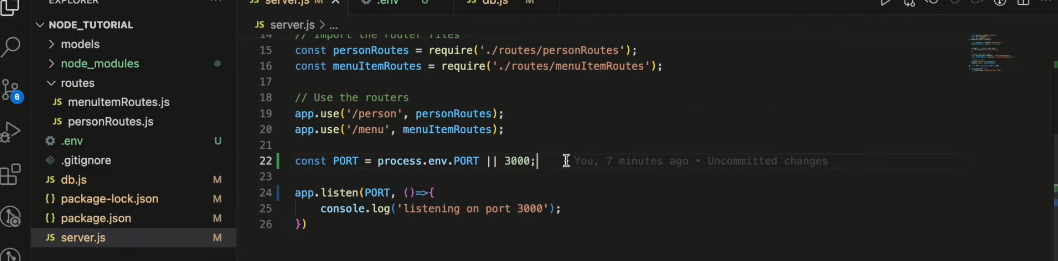 EXPLORER
NODE_TUTORIAL
models
node_modules
routes
JS menuItemRoutes.js
JS personRoutes.js
.env U
.gitignore
JS db.js M
{} package-lock.json M
{} package.json M
JS server.js M
6
server.js M
.env U
db.js M
JS server.js > ...
14 // Import the router files
15 const personRoutes = require('./routes/personRoutes');
16 const menuItemRoutes = require('./routes/menuItemRoutes');
17
18 // Use the routers
19 app.use('/person', personRoutes);
20 app.use('/menu', menuItemRoutes);
21
22 const PORT = process.env.PORT || 3000; You, 7 minutes ago • Uncommitted changes
23
24 app.listen(PORT, ()=>{
25 console.log('listening on port 3000');
26 })